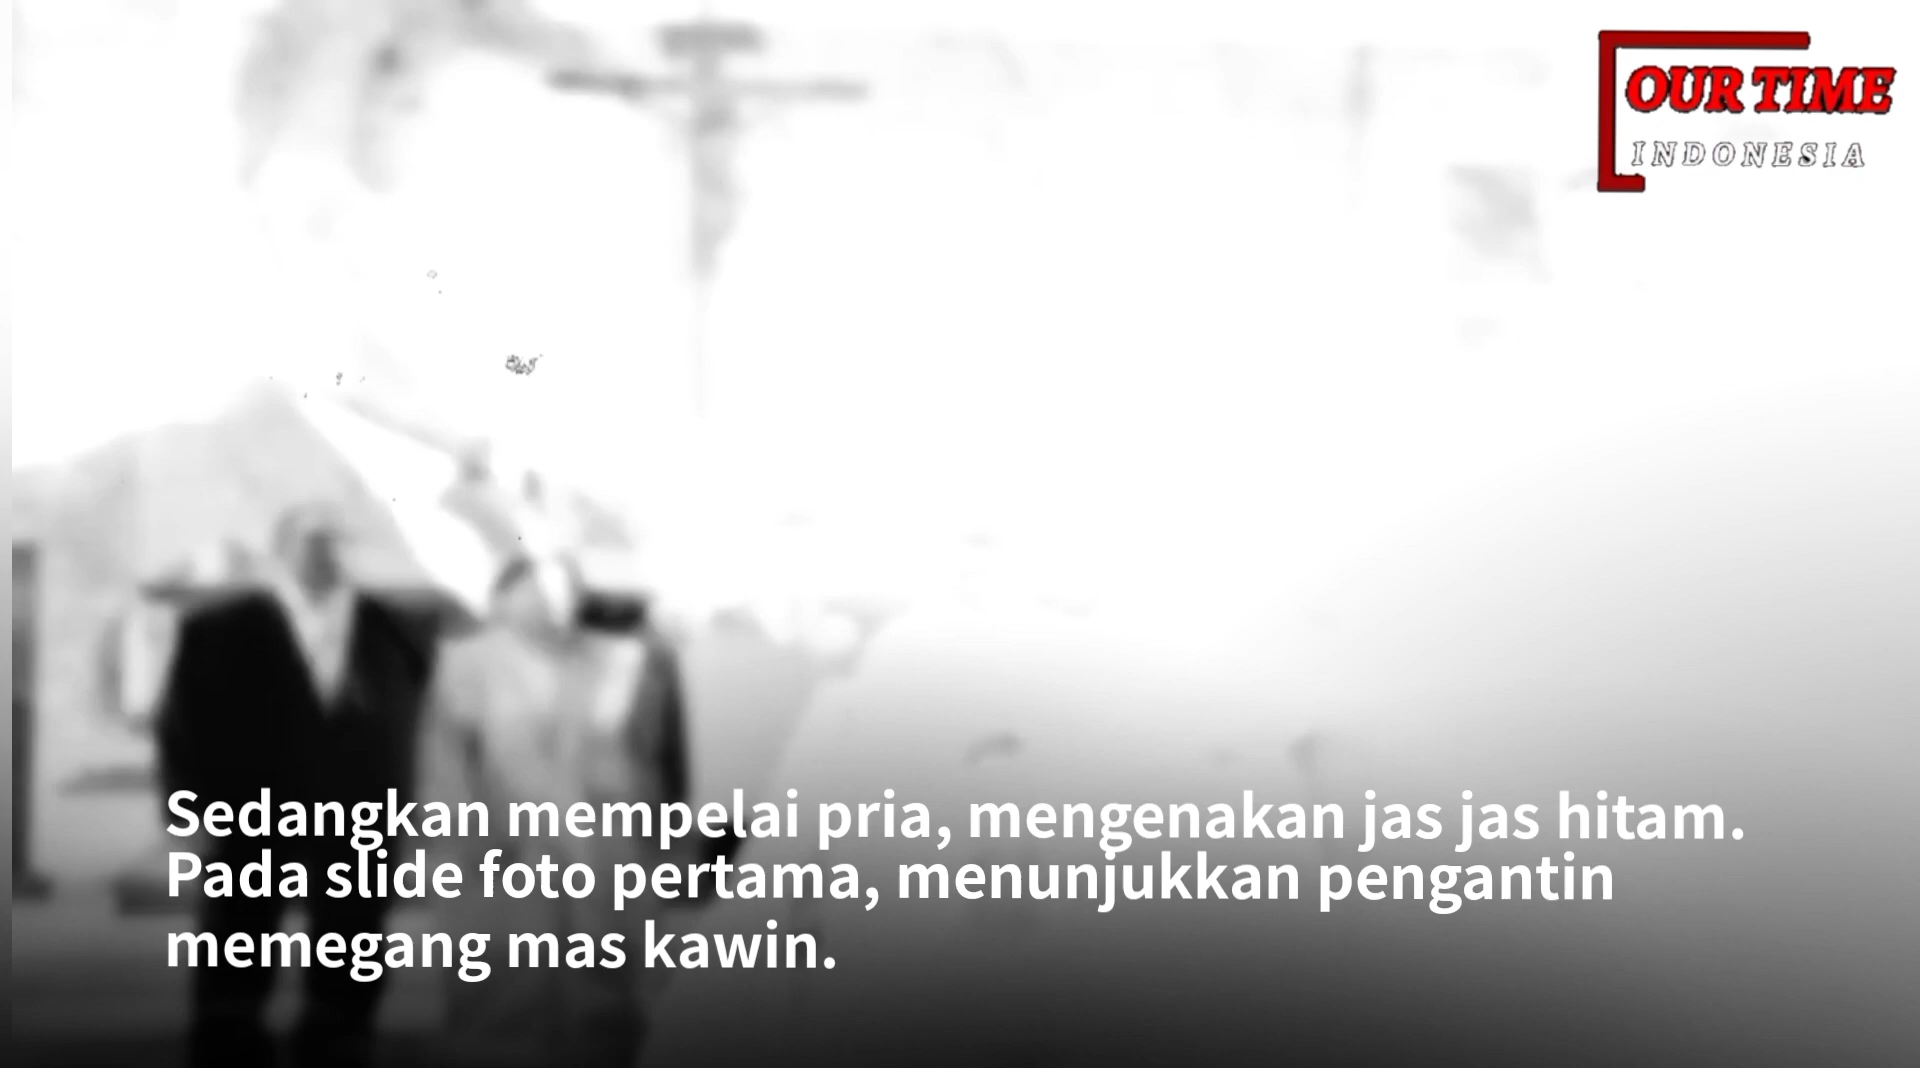 OUR TIME
INDONESIA
Sedangkan mempelai pria, mengenakan jas jas hitam.
Pada slide foto pertama, menunjukkan pengantin
memegang mas kawin.